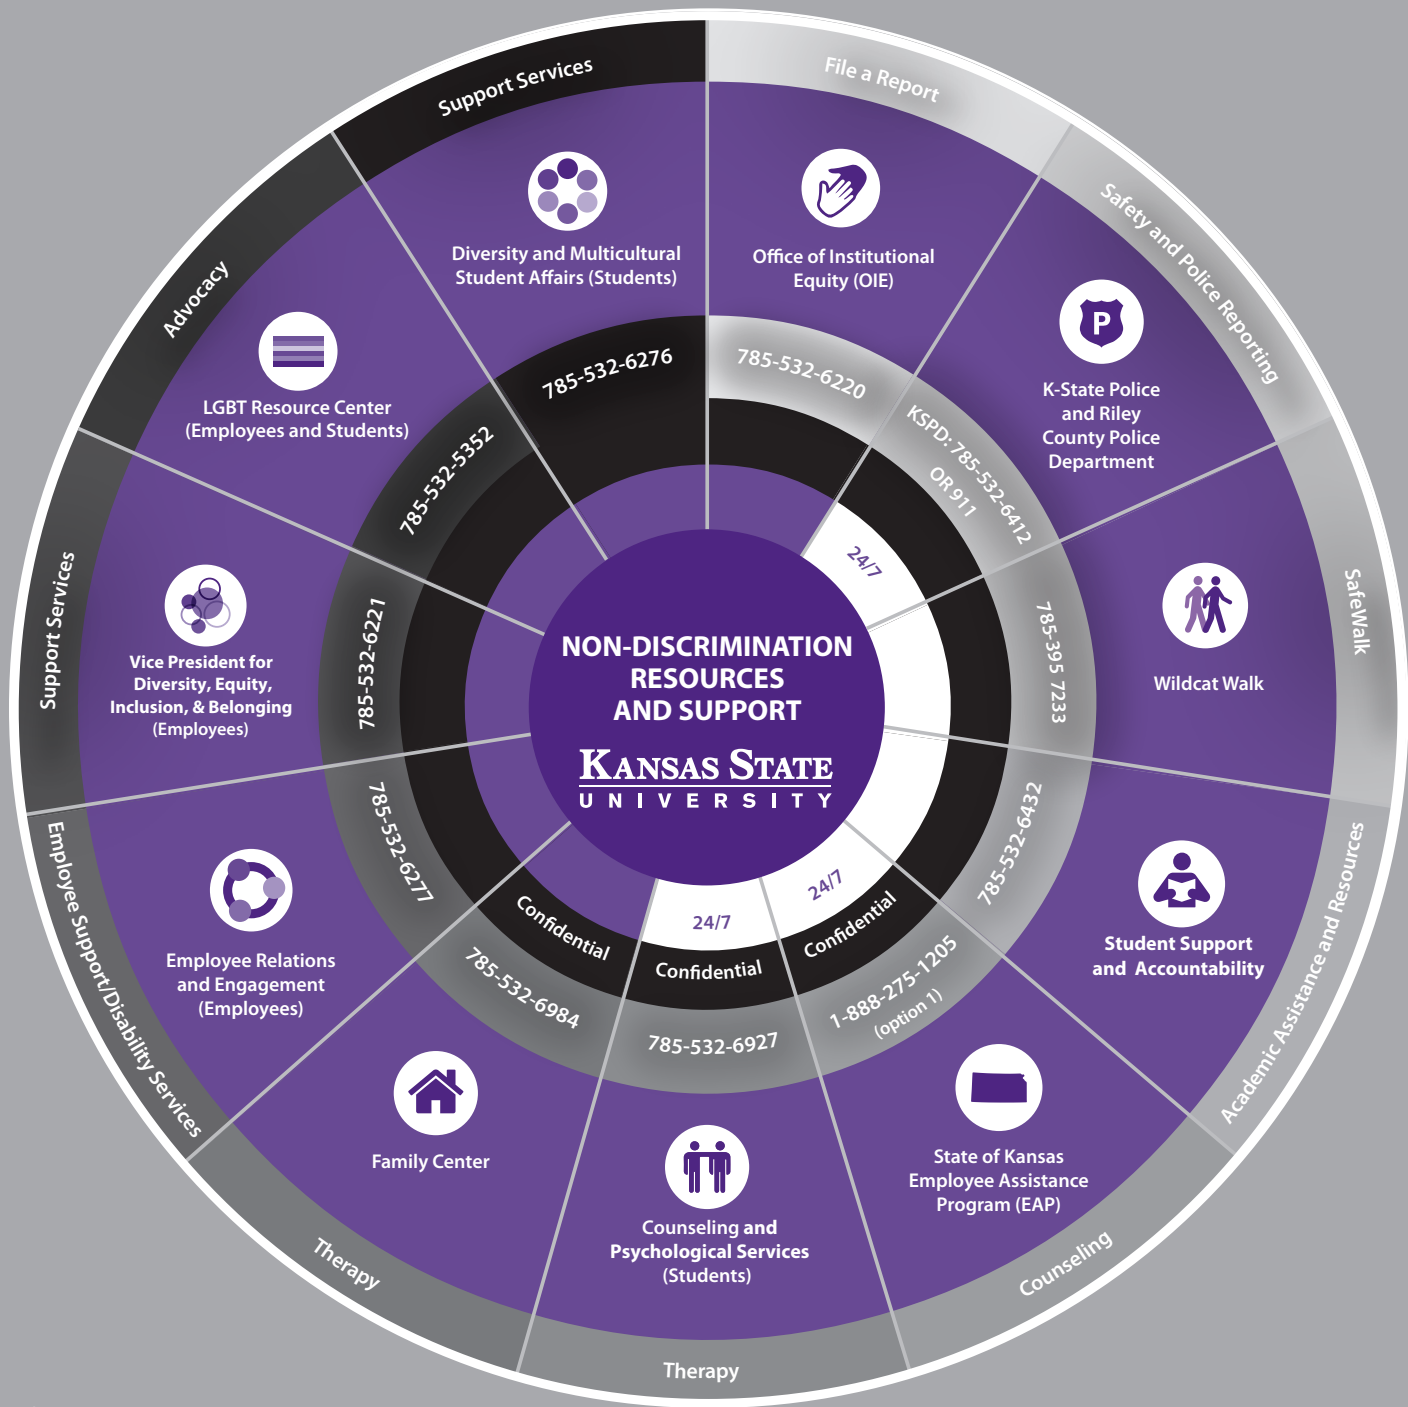 NON-DISCRIMINATION
RESOURCES
AND SUPPORT
KANSAS STATE
UNIVERSITY
File a Report
Office of Institutional
Equity (OIE)
785-532-6220
Safety and Police Reporting
P
K-State Police
and Riley
County Police
Department
KSPD: 785-532-6412
OR 911
24/7
SafeWalk
Wildcat Walk
785-395 7233
Academic Assistance and Resources
Student Support
and Accountability
785-532-6432
Counseling
State of Kansas
Employee Assistance
Program (EAP)
1-888-275-1205
(option 1)
Confidential
24/7
Therapy
Counseling and
Psychological Services
(Students)
785-532-6927
Confidential
24/7
Therapy
Family Center
785-532-6984
Confidential
Employee Support/Disability Services
Employee Relations
and Engagement
(Employees)
785-532-6277
Support Services
Vice President for
Diversity, Equity,
Inclusion, & Belonging
(Employees)
785-532-6221
Advocacy
LGBT Resource Center
(Employees and Students)
785-532-5352
Support Services
Diversity and Multicultural
Student Affairs (Students)
785-532-6276